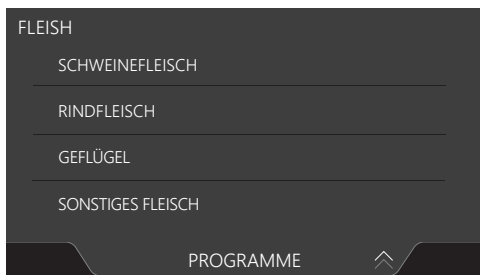 FLEISH
SCHWEINEFLEISCH
RINDFLEISCH
GEFLÜGEL
SONSTIGES FLEISCH
PROGRAMME